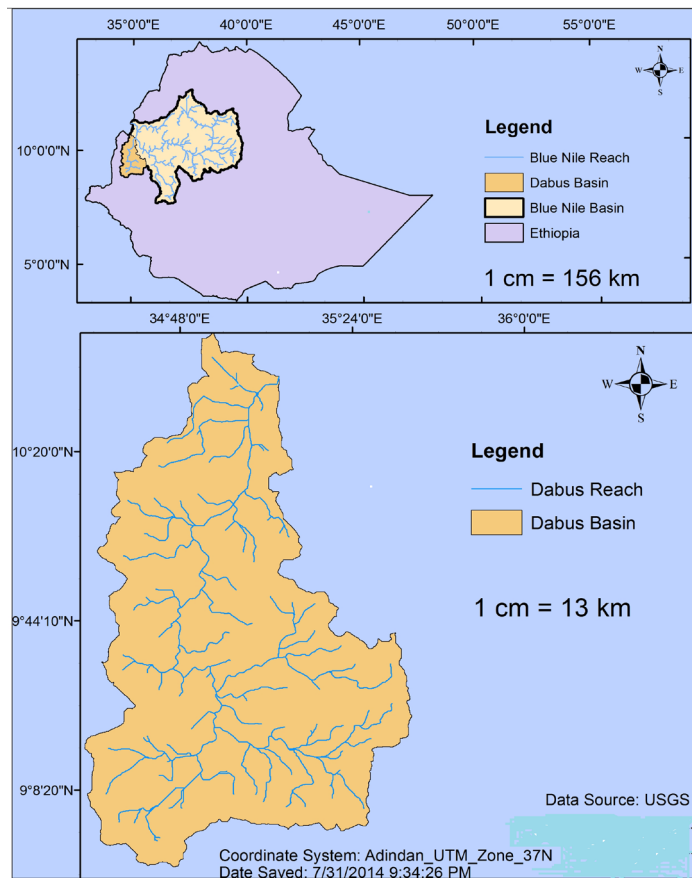 35°0'0"E 40°0'0"E 45°0'0"E 50°0'0"E 55°0'0"E
N
W E
S
Legend
10°0'0"N
Blue Nile Reach
Dabus Basin
Blue Nile Basin
Ethiopia
5°0'0"N
1 cm = 156 km
34°48'0"E 35°24'0"E 36°0'0"E
N
W E
S
10°20'0"N
Legend
Dabus Reach
Dabus Basin
1 cm = 13 km
9°44'10"N
9°8'20"N
Data Source: USGS
Coordinate System: Adindan_UTM_Zone_37N
Date Saved: 7/31/2014 9:34:26 PM